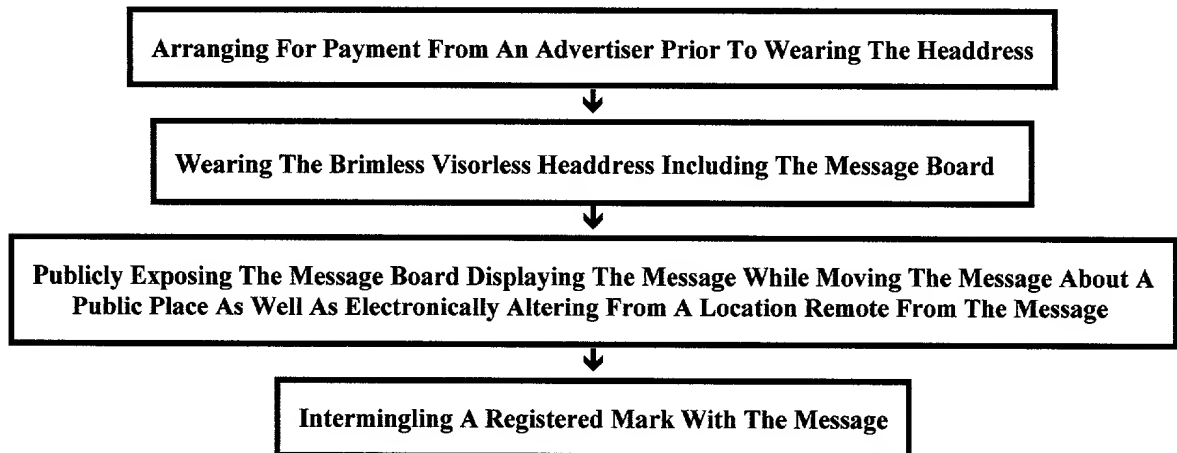 Arranging For Payment From An Advertiser Prior To Wearing The Headdress
Wearing The Brimless Visorless Headdress Including The Message Board
Publicly Exposing The Message Board Displaying The Message While Moving The Message About A
Public Place As Well As Electronically Altering From A Location Remote From The Message
Intermingling A Registered Mark With The Message